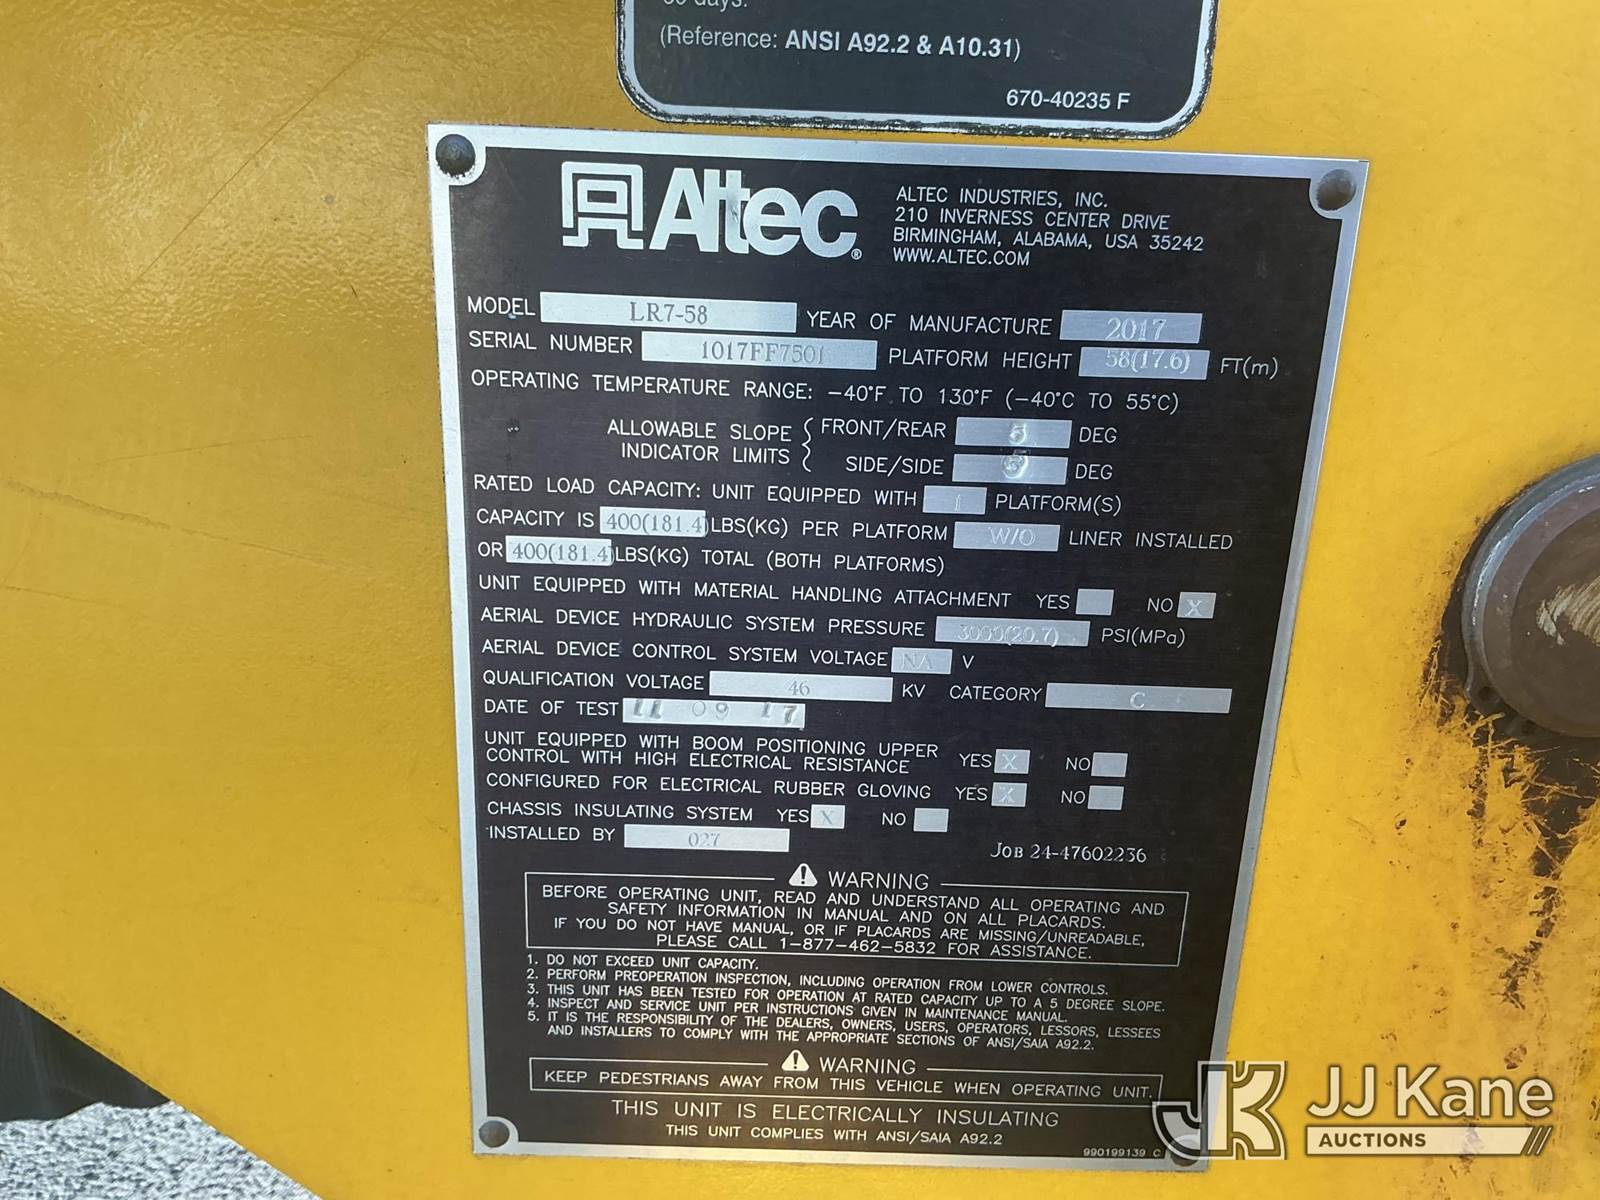 (Reference: ANSI A92.2 & A10.31)
670-40235 F
Altec®
ALTEC INDUSTRIES, INC.
210 INVERNESS CENTER DRIVE
BIRMINGHAM, ALABAMA, USA 35242
WWW.ALTEC.COM
MODEL LR7-58 YEAR OF MANUFACTURE 2017
SERIAL NUMBER 1017FF7501 PLATFORM HEIGHT 58(17.6) FT(m)
OPERATING TEMPERATURE RANGE: -40°F TO 130°F (-40°C TO 55°C)
ALLOWABLE SLOPE INDICATOR LIMITS { FRONT/REAR 5 DEG
SIDE/SIDE 5 DEG
RATED LOAD CAPACITY: UNIT EQUIPPED WITH 1 PLATFORM(S)
CAPACITY IS 400(181.4) LBS(KG) PER PLATFORM W/O LINER INSTALLED
OR 400(181.4) LBS(KG) TOTAL (BOTH PLATFORMS)
UNIT EQUIPPED WITH MATERIAL HANDLING ATTACHMENT YES NO X
AERIAL DEVICE HYDRAULIC SYSTEM PRESSURE 3000(20.7) PSI(MPa)
AERIAL DEVICE CONTROL SYSTEM VOLTAGE NA V
QUALIFICATION VOLTAGE 46 KV CATEGORY C
DATE OF TEST 11 09 17
UNIT EQUIPPED WITH BOOM POSITIONING UPPER
CONTROL WITH HIGH ELECTRICAL RESISTANCE YES X NO
CONFIGURED FOR ELECTRICAL RUBBER GLOVING YES X NO
CHASSIS INSULATING SYSTEM YES X NO
INSTALLED BY 027
JOB 24-47602236
WARNING
BEFORE OPERATING UNIT, READ AND UNDERSTAND ALL OPERATING AND
SAFETY INFORMATION IN MANUAL AND ON ALL PLACARDS.
IF YOU DO NOT HAVE MANUAL, OR IF PLACARDS ARE MISSING/UNREADABLE,
PLEASE CALL 1-877-462-5832 FOR ASSISTANCE.
1. DO NOT EXCEED UNIT CAPACITY.
2. PERFORM PREOPERATION INSPECTION, INCLUDING OPERATION FROM LOWER CONTROLS.
3. THIS UNIT HAS BEEN TESTED FOR OPERATION AT RATED CAPACITY UP TO A 5 DEGREE SLOPE.
4. INSPECT AND SERVICE UNIT PER INSTRUCTIONS GIVEN IN MAINTENANCE MANUAL.
5. IT IS THE RESPONSIBILITY OF THE DEALERS, OWNERS, USERS, OPERATORS, LESSORS, LESSEES
AND INSTALLERS TO COMPLY WITH THE APPROPRIATE SECTIONS OF ANSI/SAIA A92.2.
WARNING
KEEP PEDESTRIANS AWAY FROM THIS VEHICLE WHEN OPERATING UNIT.
THIS UNIT IS ELECTRICALLY INSULATING
THIS UNIT COMPLIES WITH ANSI/SAIA A92.2
990199139 C
JK JJ Kane
AUCTIONS